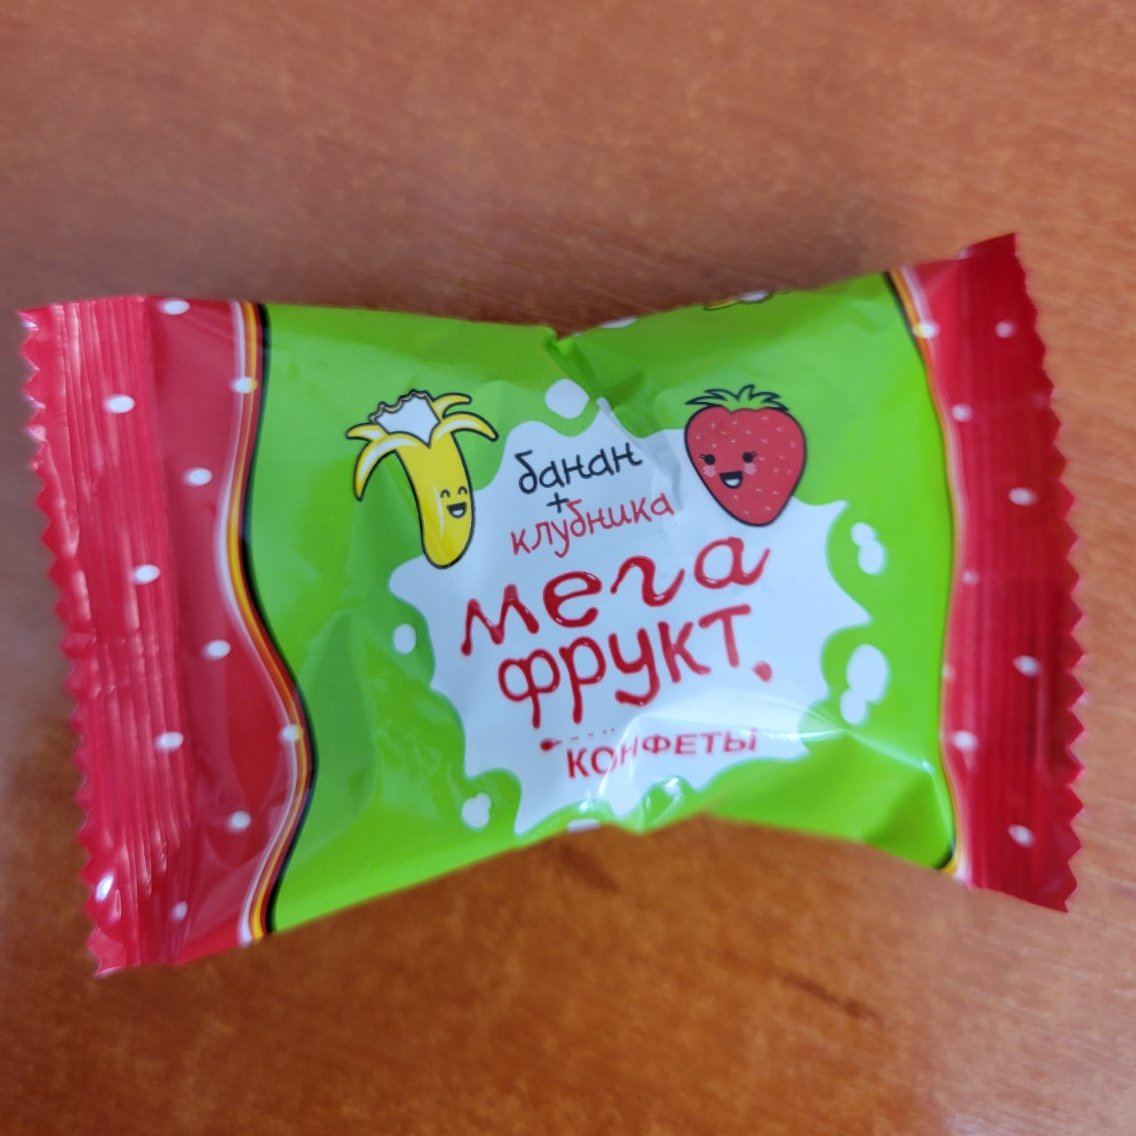 банан
+
клубника
мега
фрукт
КОНФЕТЫ